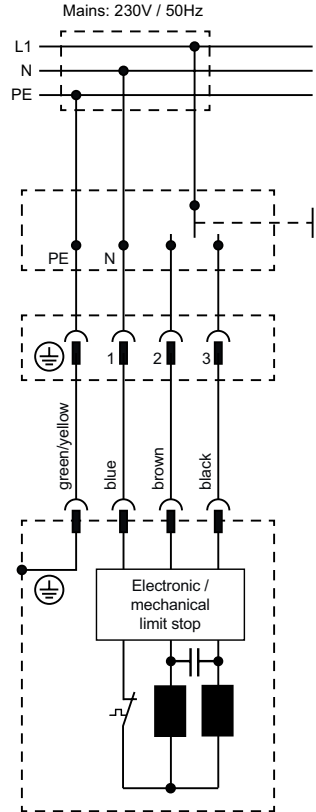 Mains: 230V / 50Hz
L1
N
PE
PE N
1 2 3
green/yellow
blue
brown
black
Electronic /
mechanical
limit stop